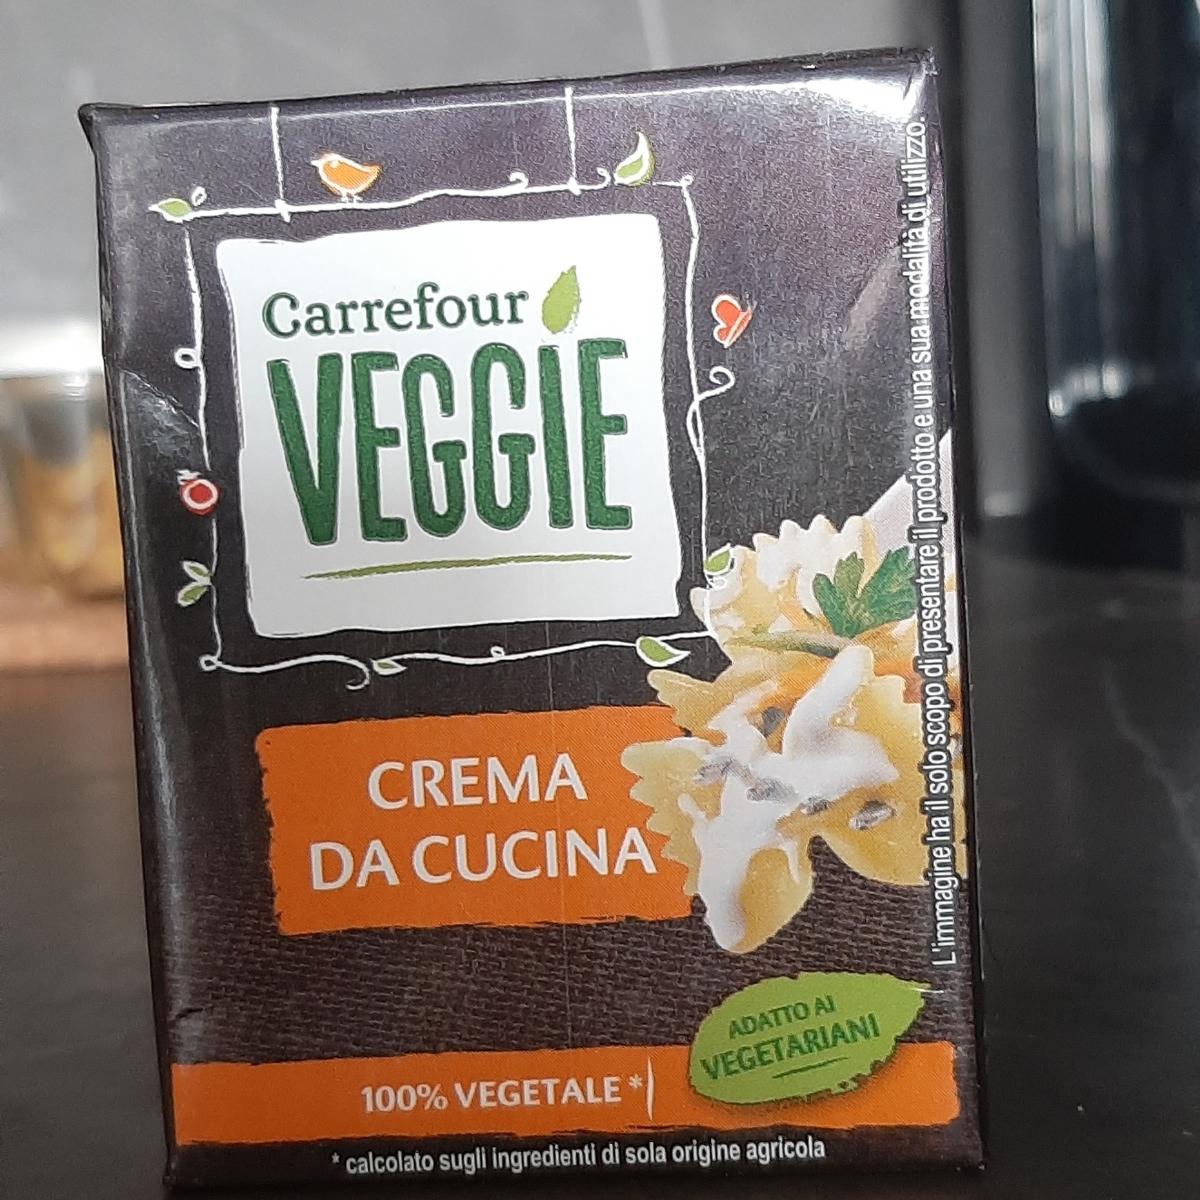 Carrefour
VEGGIE
CREMA
DA CUCINA
L'immagine ha il solo scopo di presentare il prodotto e una sua modalità di utilizzo.
ADATTO AI
VEGETARIANI
100% VEGETALE *
* calcolato sugli ingredienti di sola origine agricola